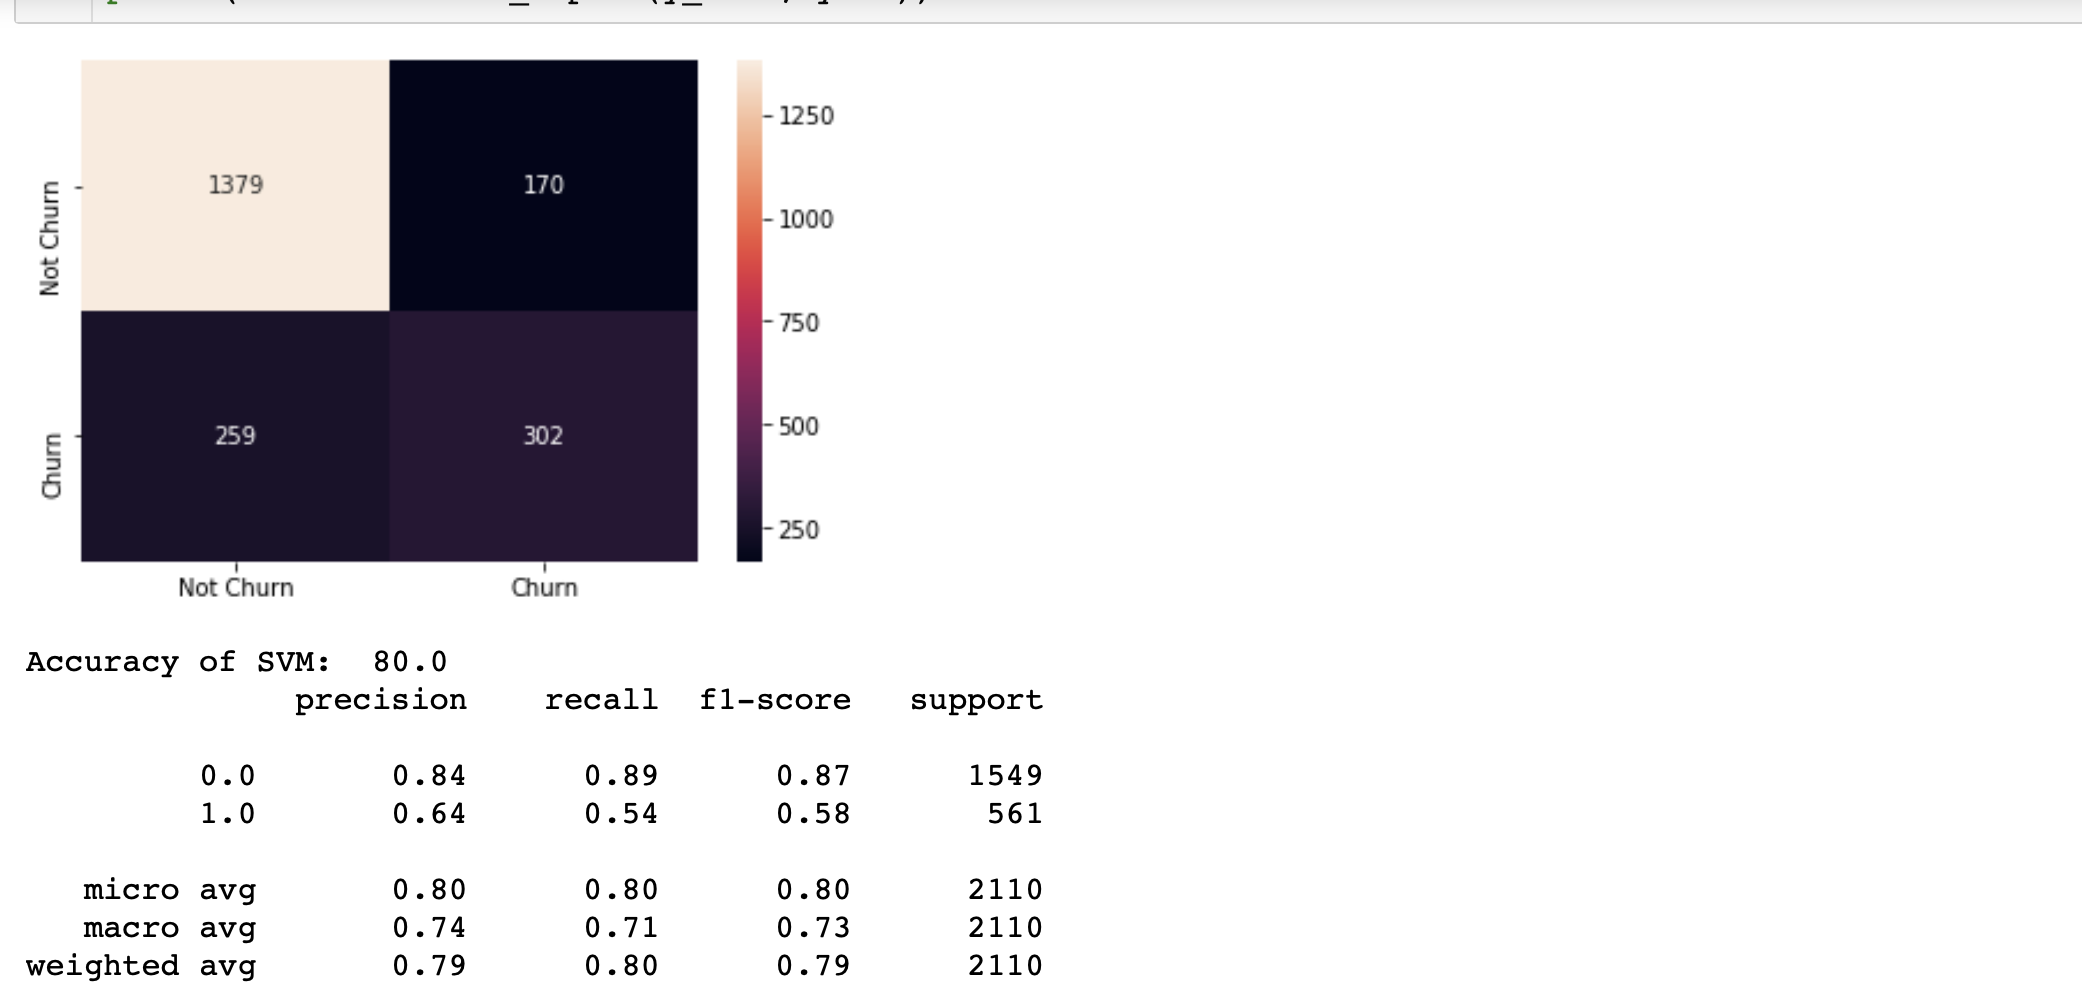 1250
1379 170
1000
Not Churn
750
500
259 302
Churn
250
Not Churn Churn
Accuracy of SVM: 80.0
precision recall f1-score support
0.0 0.84 0.89 0.87 1549
1.0 0.64 0.54 0.58 561
micro avg 0.80 0.80 0.80 2110
macro avg 0.74 0.71 0.73 2110
weighted avg 0.79 0.80 0.79 2110